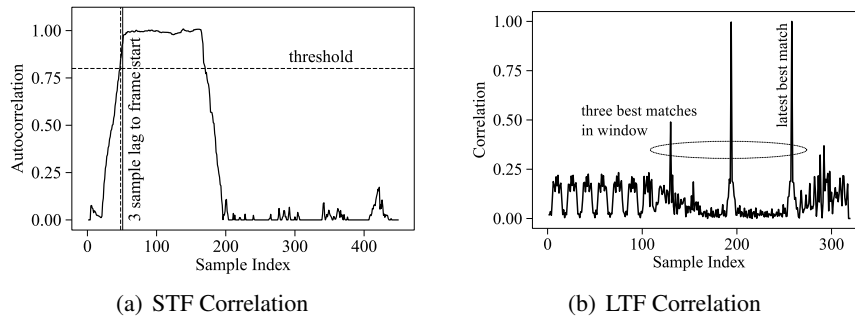 1.00
0.75
0.50
0.25
0.00
Autocorrelation
threshold
3 sample lag to frame start
0 100 200 300 400
Sample Index
(a) STF Correlation
1.00
0.75
0.50
0.25
0.00
Correlation
three best matches
in window
latest best match
0 100 200 300
Sample Index
(b) LTF Correlation